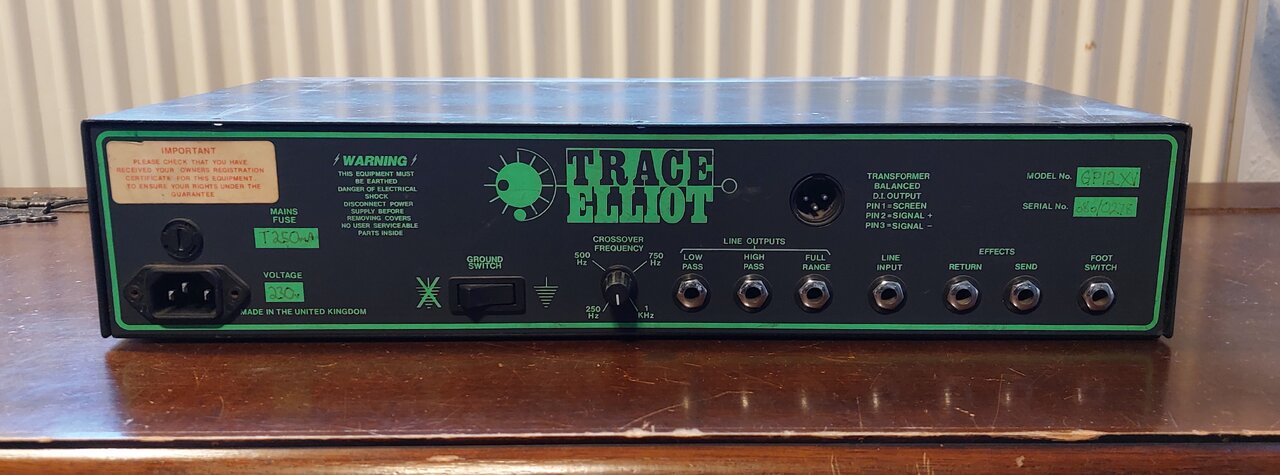 IMPORTANT
PLEASE CHECK THAT YOU HAVE
RECEIVED YOUR OWNERS REGISTRATION
CERTIFICATE FOR THIS EQUIPMENT
TO ENSURE YOUR RIGHTS UNDER THE
GUARANTEE
MAINS
FUSE
T250mA
VOLTAGE
230v
MADE IN THE UNITED KINGDOM
WARNING
THIS EQUIPMENT MUST
BE EARTHED
DANGER OF ELECTRICAL
SHOCK
DISCONNECT POWER
SUPPLY BEFORE
REMOVING COVERS
NO USER SERVICEABLE
PARTS INSIDE
GROUND
SWITCH
TRACE
ELLIOT
CROSSOVER
FREQUENCY
500
Hz
750
Hz
250
Hz
1
KHz
LINE OUTPUTS
LOW
PASS
HIGH
PASS
FULL
RANGE
TRANSFORMER
BALANCED
D.I. OUTPUT
PIN 1 = SCREEN
PIN 2 = SIGNAL +
PIN 3 = SIGNAL −
LINE
INPUT
EFFECTS
RETURN
SEND
FOOT
SWITCH
MODEL No.
GP12XV
SERIAL No.